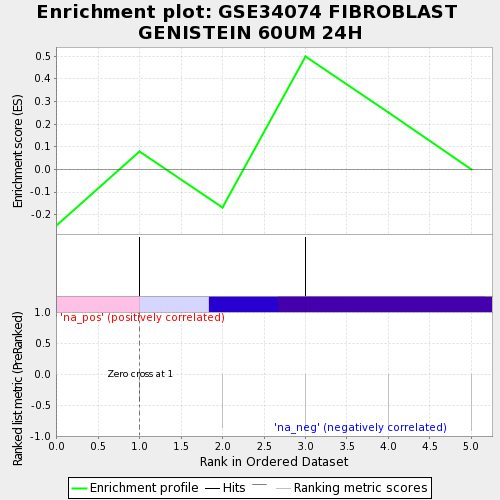 Enrichment plot: GSE34074 FIBROBLAST
GENISTEIN 60UM 24H
Enrichment score (ES)
0.5
0.4
0.3
0.2
0.1
0.0
-0.1
-0.2
Ranked list metric (PreRanked)
1.0
0.5
0.0
-0.5
-1.0
'na_pos' (positively correlated)
Zero cross at 1
'na_neg' (negatively correlated)
0.0 0.5 1.0 1.5 2.0 2.5 3.0 3.5 4.0 4.5 5.0
Rank in Ordered Dataset
Enrichment profile Hits Ranking metric scores